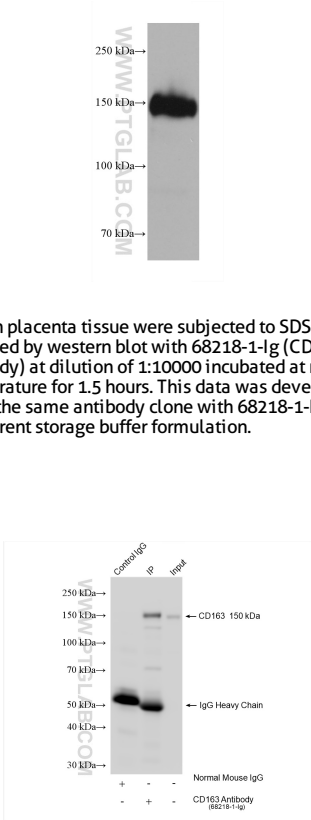 250 kDa→
150 kDa→
100 kDa→
70 kDa→
WWW.PTGLAB.COM
n placenta tissue were subjected to SDS
ed by western blot with 68218-1-Ig (CD
dy) at dilution of 1:10000 incubated at r
rature for 1.5 hours. This data was deve
the same antibody clone with 68218-1-I
rent storage buffer formulation.
Control IgG
IP
Input
250 kDa→
150 kDa→
← CD163 150 kDa
100 kDa→
70 kDa→
50 kDa→
← IgG Heavy Chain
40 kDa→
30 kDa→
WWW.PTGLAB.COM
+ - - Normal Mouse IgG
- + - CD163 Antibody
(68218-1-Ig)